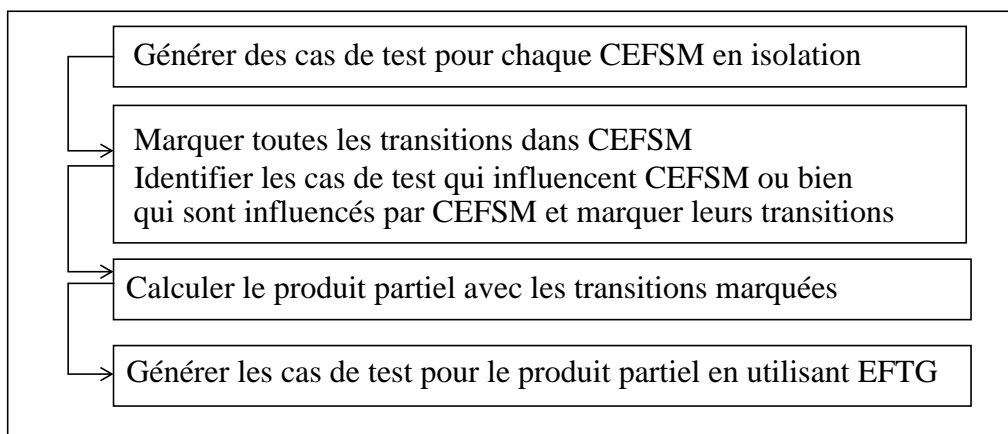 Générer des cas de test pour chaque CEFSM en isolation
Marquer toutes les transitions dans CEFSM
Identifier les cas de test qui influencent CEFSM ou bien
qui sont influencés par CEFSM et marquer leurs transitions
Calculer le produit partiel avec les transitions marquées
Générer les cas de test pour le produit partiel en utilisant EFTG